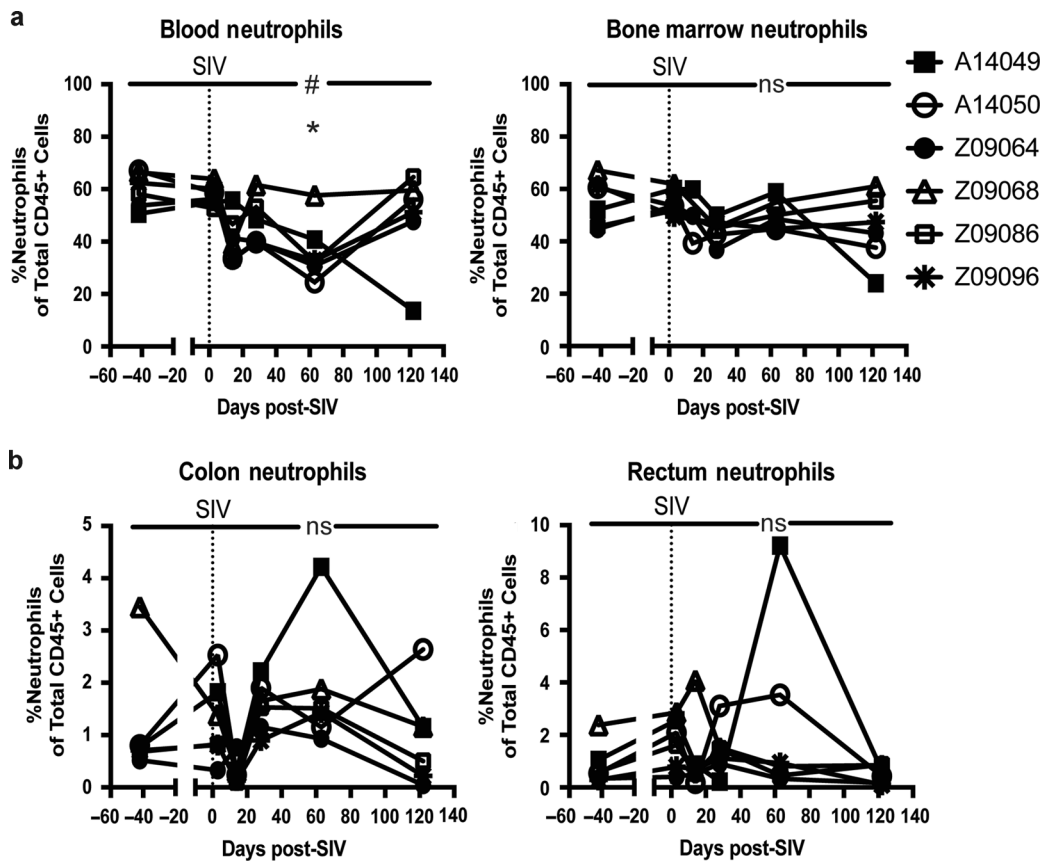 a
Blood neutrophils
Bone marrow neutrophils
SIV
SIV
#
*
ns
100
80
60
40
20
0
%Neutrophils
of Total CD45+ Cells
–60 –40 –20 0 20 40 60 80 100 120 140
Days post-SIV
100
80
60
40
20
0
%Neutrophils
of Total CD45+ Cells
–60 –40 –20 0 20 40 60 80 100 120 140
Days post-SIV
A14049
A14050
Z09064
Z09068
Z09086
Z09096
b
Colon neutrophils
Rectum neutrophils
SIV
SIV
ns
ns
5
4
3
2
1
0
%Neutrophils
of Total CD45+ Cells
–60 –40 –20 0 20 40 60 80 100 120 140
Days post-SIV
10
8
6
4
2
0
%Neutrophils
of Total CD45+ Cells
–60 –40 –20 0 20 40 60 80 100 120 140
Days post-SIV